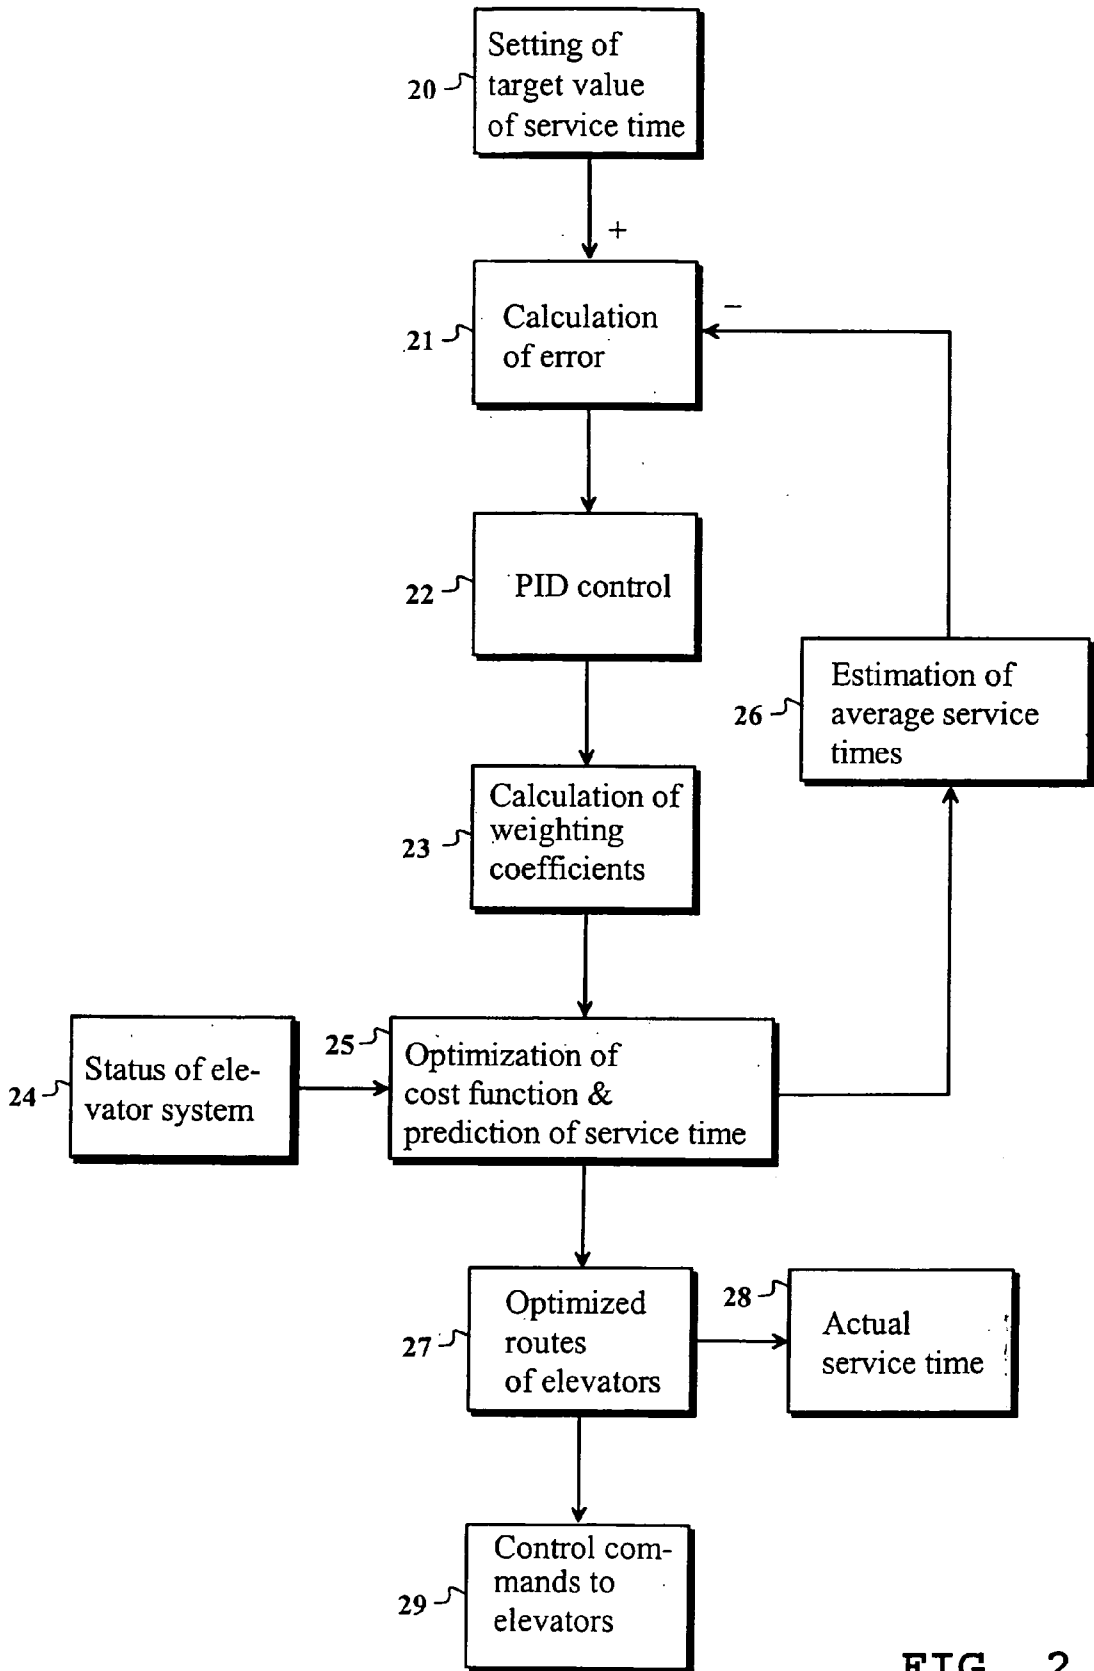 Setting of
target value
of service time
20
+
Calculation
of error
21
−
PID control
22
Estimation of
average service
times
26
Calculation of
weighting
coefficients
23
Status of ele-
vator system
24
25
Optimization of
cost function &
prediction of service time
Optimized
routes
of elevators
27
28
Actual
service time
Control com-
mands to
elevators
29
FIG. 2